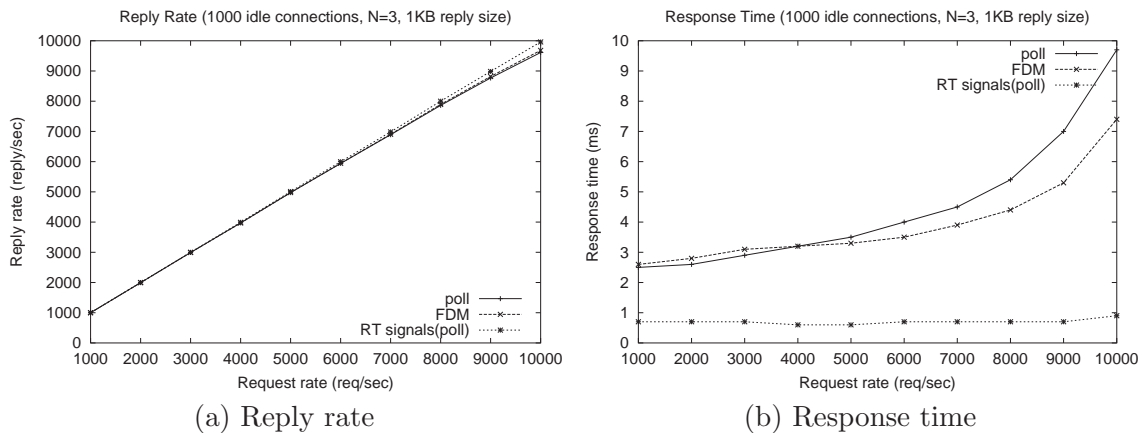 Reply Rate (1000 idle connections, N=3, 1KB reply size)
10000
9000
8000
7000
6000
5000
4000
3000
2000
1000
Reply rate (reply/sec)
poll
FDM
RT signals(poll)
1000 2000 3000 4000 5000 6000 7000 8000 9000 10000
Request rate (req/sec)
(a) Reply rate
Response Time (1000 idle connections, N=3, 1KB reply size)
10
9
8
7
6
5
4
3
2
1
0
Response time (ms)
poll
FDM
RT signals(poll)
1000 2000 3000 4000 5000 6000 7000 8000 9000 10000
Request rate (req/sec)
(b) Response time